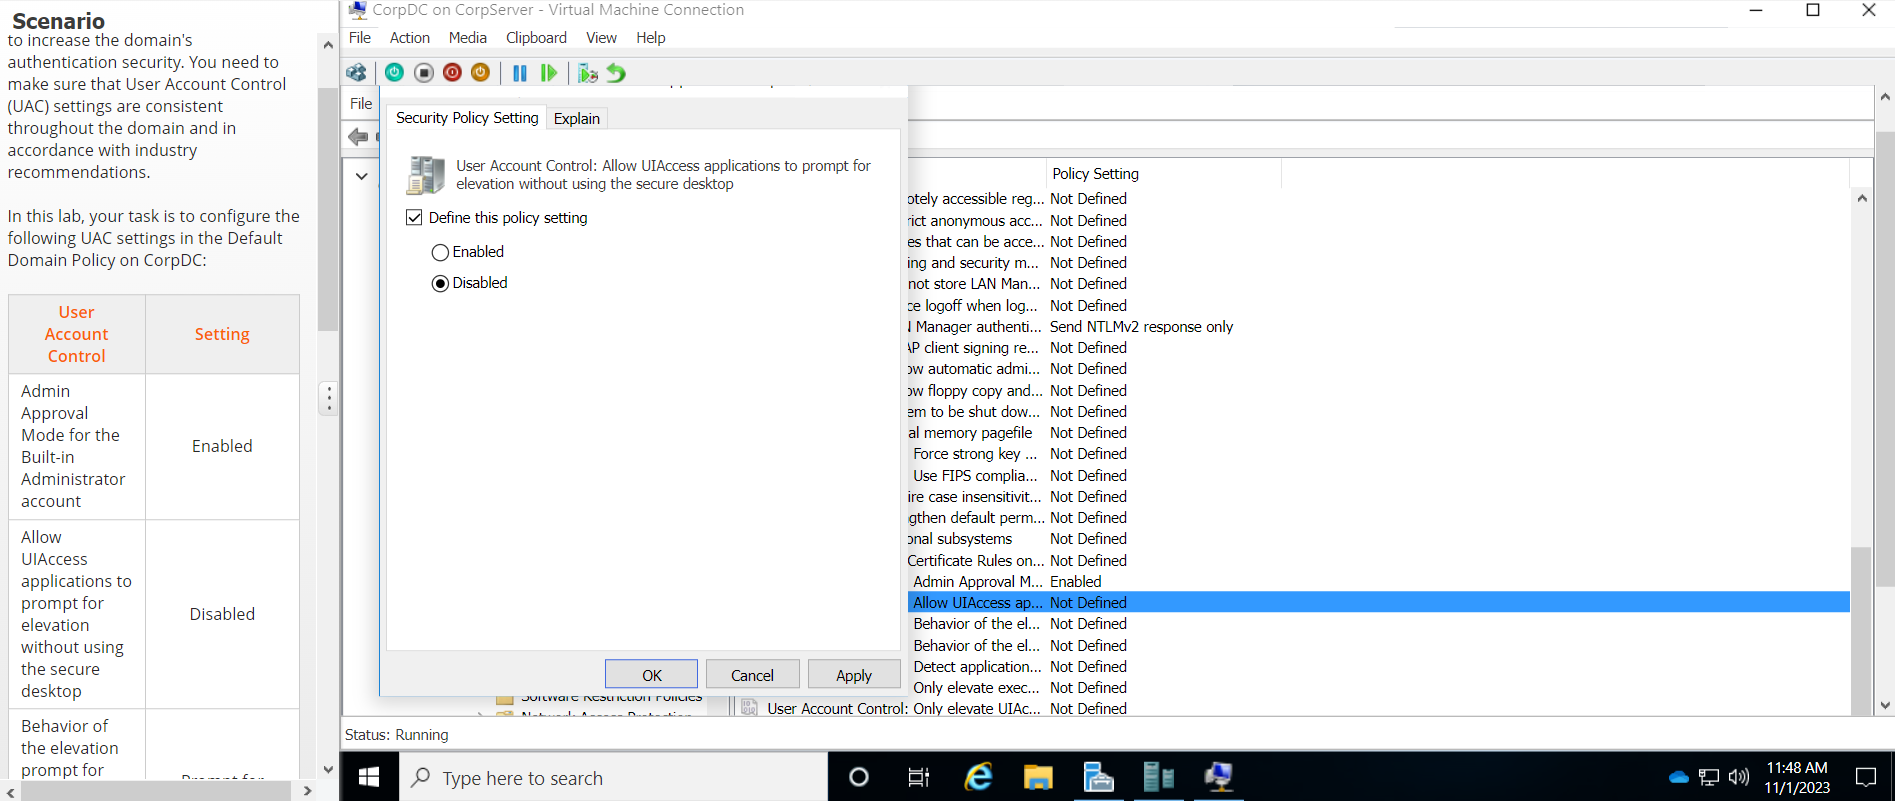 Scenario
to increase the domain's
authentication security. You need to
make sure that User Account Control
(UAC) settings are consistent
throughout the domain and in
accordance with industry
recommendations.
In this lab, your task is to configure the
following UAC settings in the Default
Domain Policy on CorpDC:
User
Account
Control
Setting
Admin
Approval
Mode for the
Built-in
Administrator
account
Enabled
Allow
UIAccess
applications to
prompt for
elevation
without using
the secure
desktop
Disabled
Behavior of
the elevation
prompt for
Prompt for
CorpDC on CorpServer - Virtual Machine Connection
File Action Media Clipboard View Help
File
Security Policy Setting Explain
User Account Control: Allow UIAccess applications to prompt for
elevation without using the secure desktop
Define this policy setting
Enabled
Disabled
OK Cancel Apply
Policy Setting
otely accessible reg... Not Defined
rict anonymous acc... Not Defined
es that can be acce... Not Defined
ing and security m... Not Defined
not store LAN Man... Not Defined
ce logoff when log... Not Defined
Manager authenti... Send NTLMv2 response only
AP client signing re... Not Defined
ow automatic admi... Not Defined
ow floppy copy and... Not Defined
em to be shut dow... Not Defined
al memory pagefile Not Defined
Force strong key ... Not Defined
Use FIPS complia... Not Defined
ire case insensitivit... Not Defined
gthen default perm... Not Defined
onal subsystems Not Defined
Certificate Rules on... Not Defined
Admin Approval M... Enabled
Allow UIAccess ap... Not Defined
Behavior of the el... Not Defined
Behavior of the el... Not Defined
Detect application... Not Defined
Only elevate exec... Not Defined
User Account Control: Only elevate UIAc... Not Defined
Software Restriction Policies
Network Access Protection
Status: Running
Type here to search
11:48 AM
11/1/2023